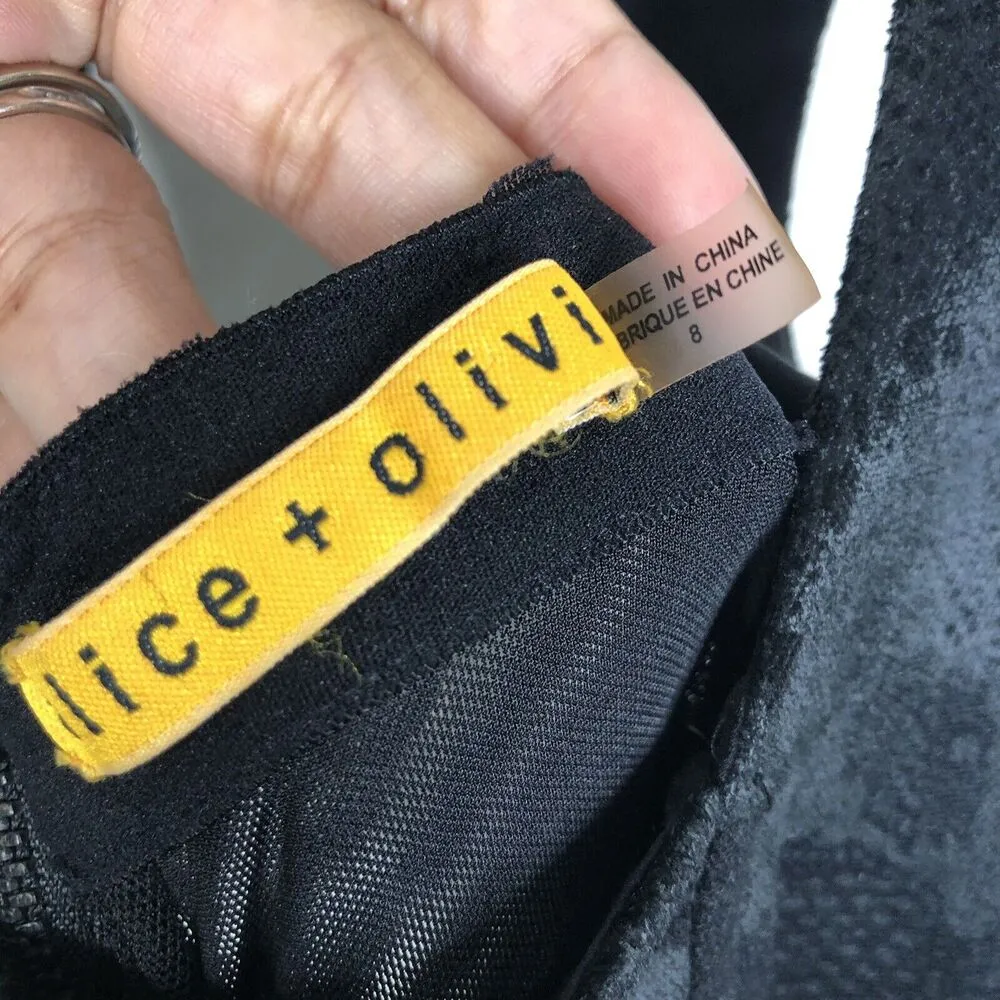 lice + olivi
MADE IN CHINA
BRIQUE EN CHINE
8